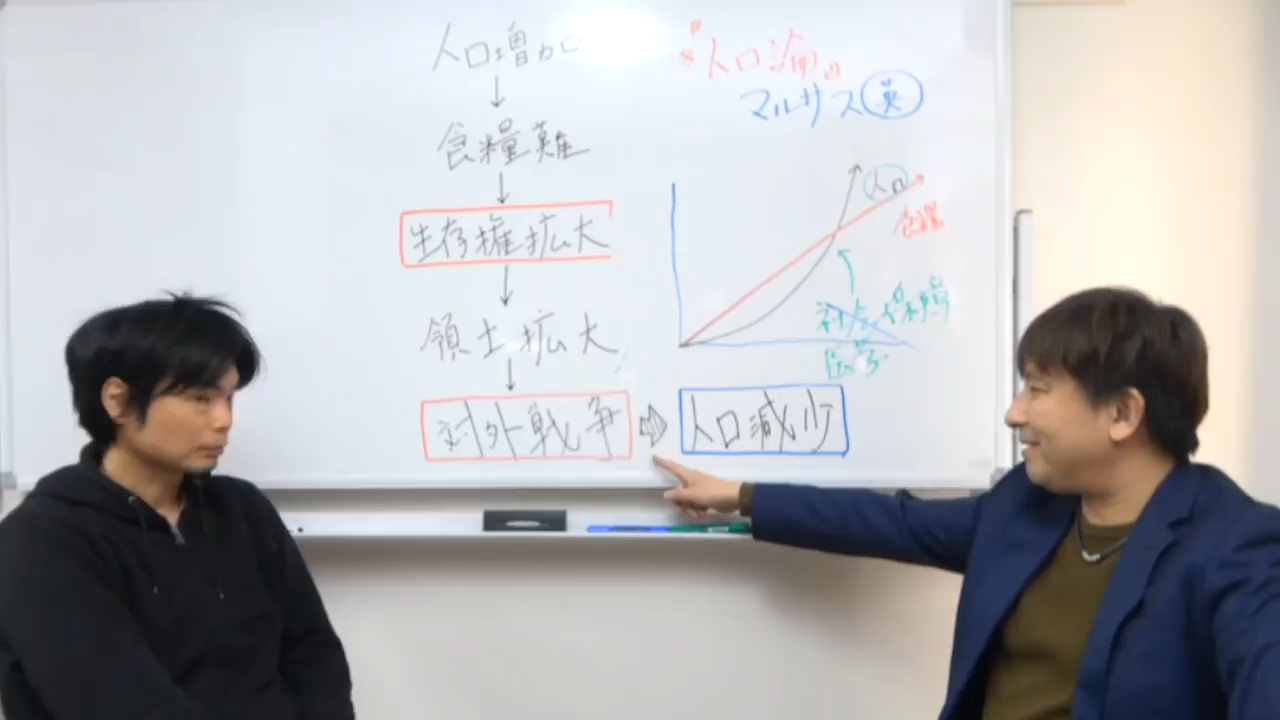 人口増加
↓
食糧難
↓
生存権拡大
↓
領土拡大
↓
対外戦争 ⇨ 人口減少
『人口論』
マルサス 英
人口
食糧
社会保障
医学